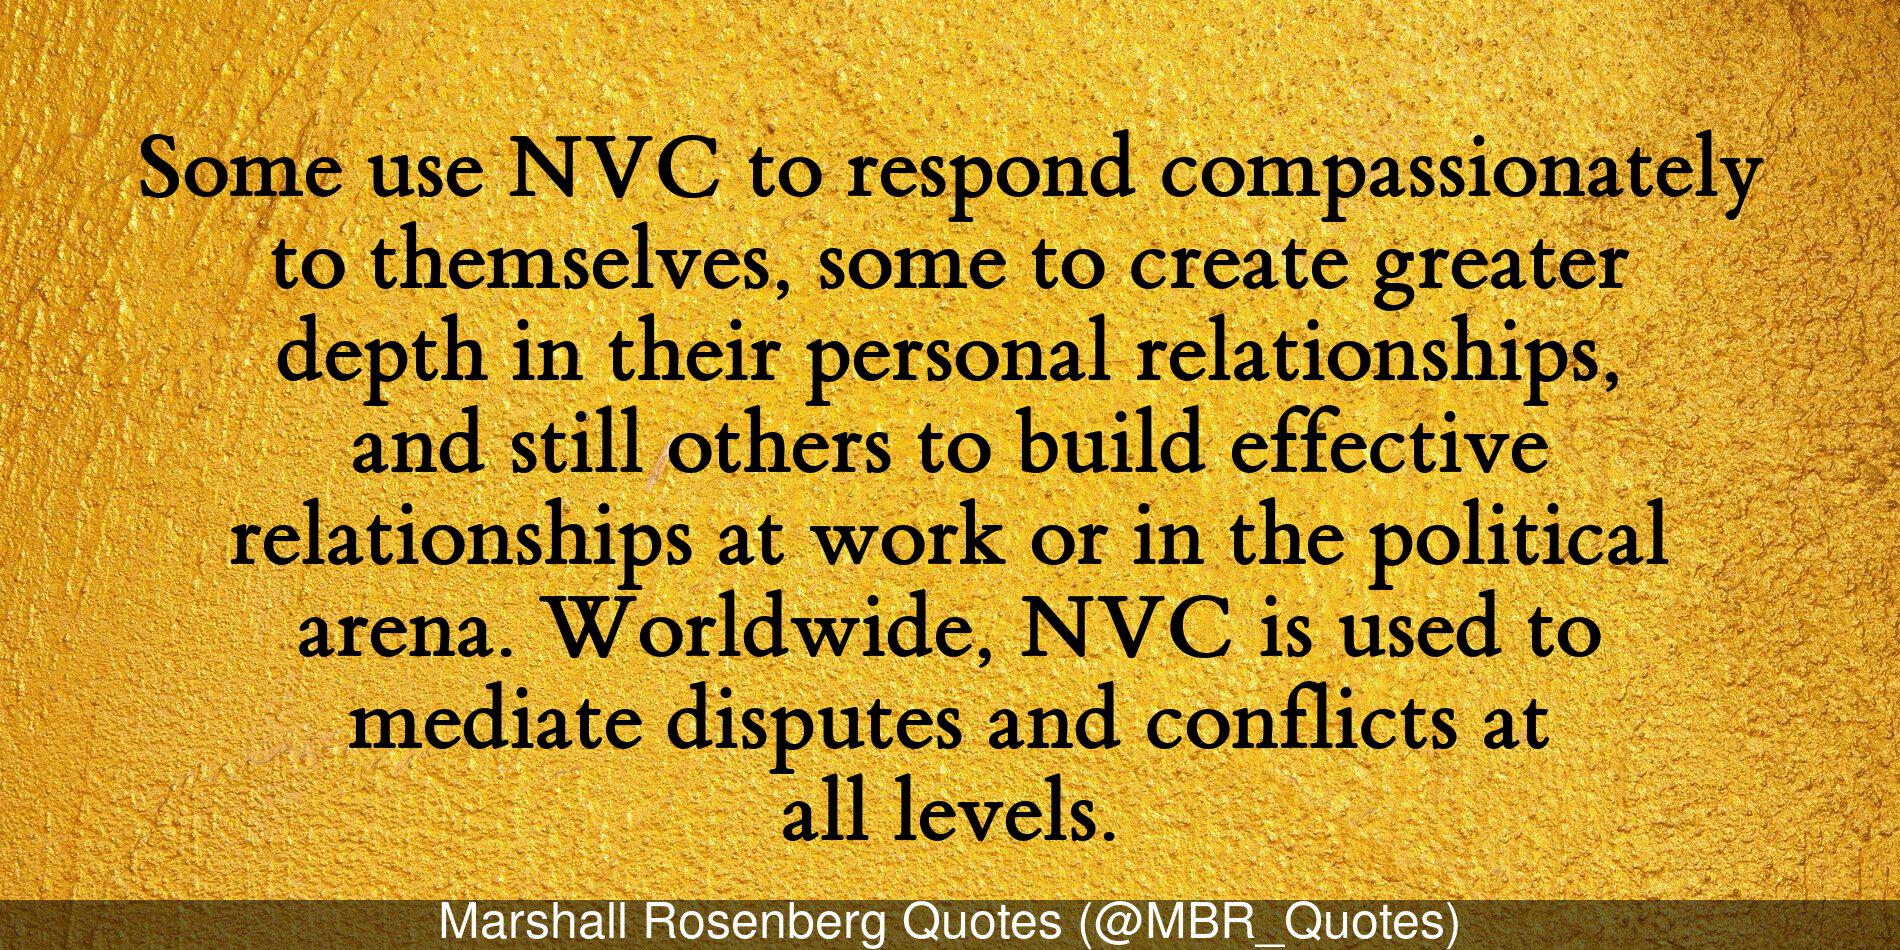 Some use NVC to respond compassionately
to themselves, some to create greater
depth in their personal relationships,
and still others to build effective
relationships at work or in the political
arena. Worldwide, NVC is used to
mediate disputes and conflicts at
all levels.
Marshall Rosenberg Quotes (@MBR_Quotes)